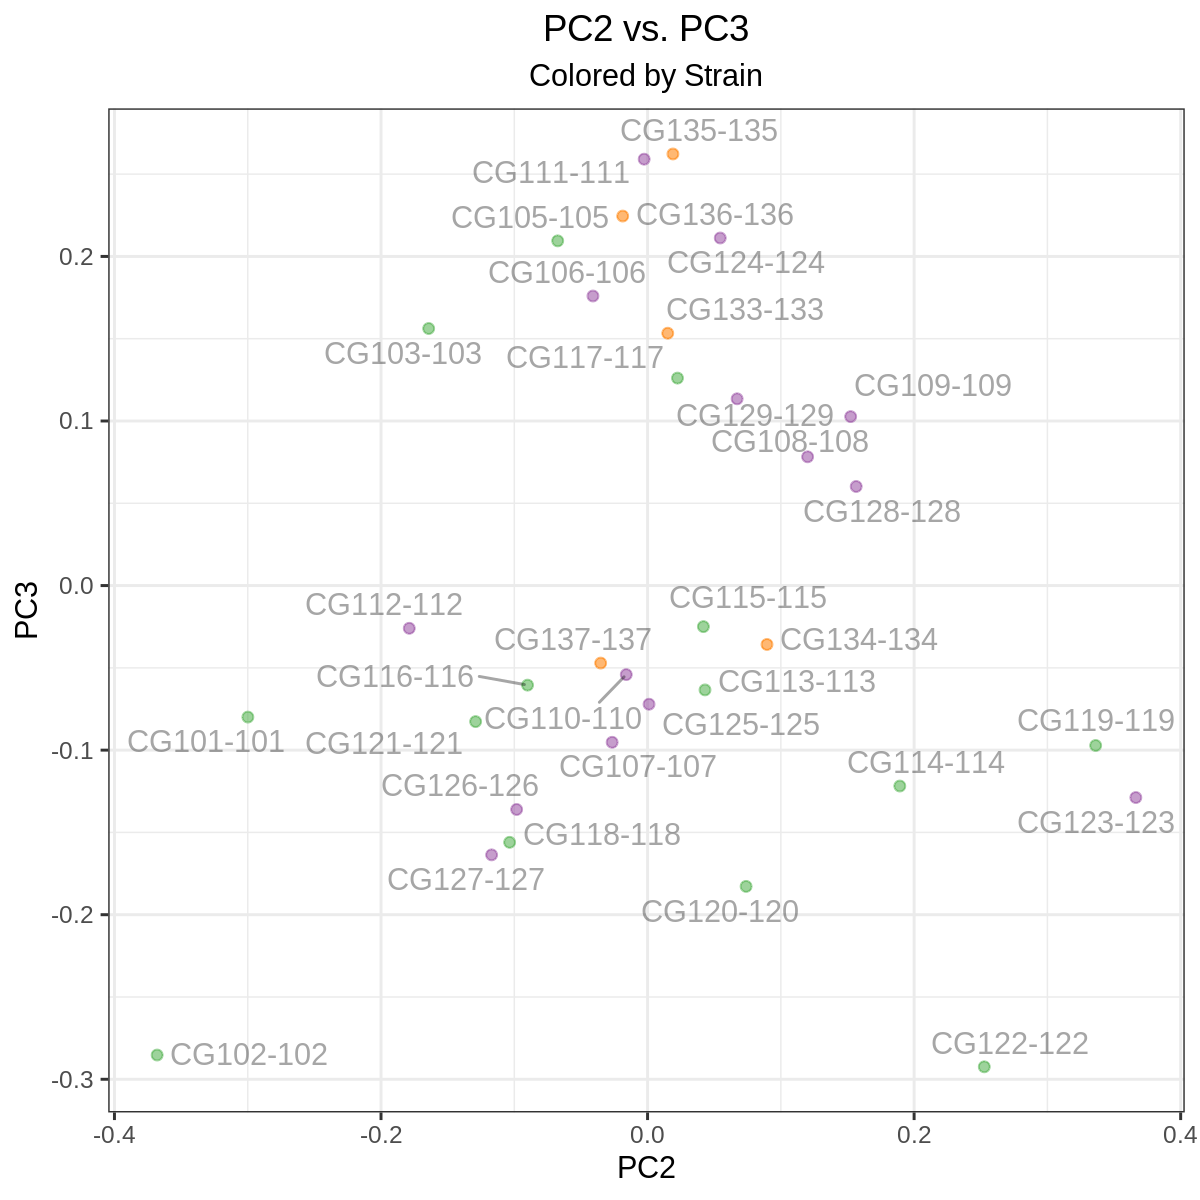 PC2 vs. PC3
Colored by Strain
CG135-135
CG111-111
CG105-105
CG136-136
CG124-124
CG106-106
CG133-133
CG103-103
CG117-117
CG109-109
CG129-129
CG108-108
CG128-128
CG115-115
CG112-112
CG137-137
CG134-134
CG116-116
CG113-113
CG110-110
CG125-125
CG119-119
CG101-101
CG121-121
CG107-107
CG114-114
CG126-126
CG123-123
CG118-118
CG127-127
CG120-120
CG122-122
CG102-102
0.2
0.1
0.0
-0.1
-0.2
-0.3
PC3
-0.4
-0.2
0.0
0.2
0.4
PC2